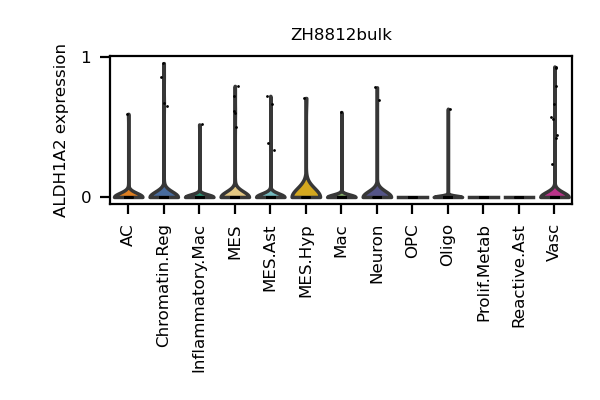 ZH8812bulk
ALDH1A2 expression
1
0
AC
Chromatin.Reg
Inflammatory.Mac
MES
MES.Ast
MES.Hyp
Mac
Neuron
OPC
Oligo
Prolif.Metab
Reactive.Ast
Vasc